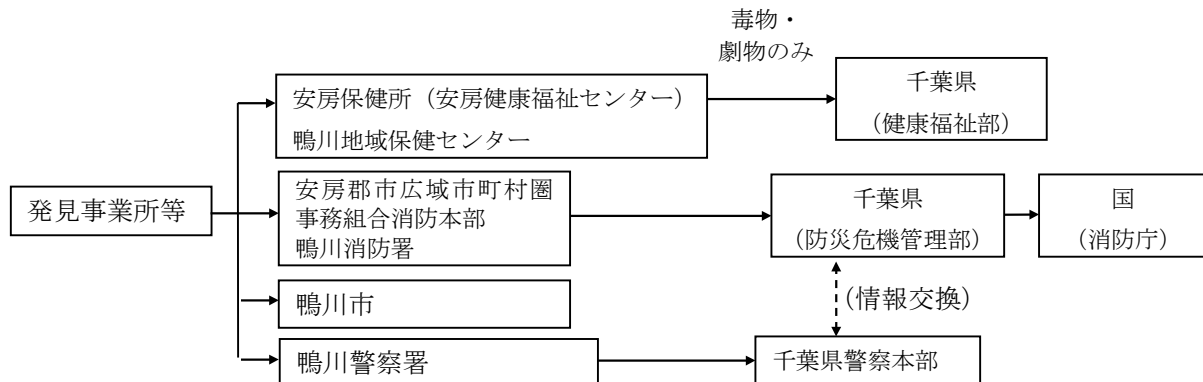 毒物・
劇物のみ
安房保健所（安房健康福祉センター）
鴨川地域保健センター
千葉県
（健康福祉部）
発見事業所等
安房郡市広域市町村圏
事務組合消防本部
鴨川消防署
千葉県
（防災危機管理部）
国
（消防庁）
鴨川市
（情報交換）
鴨川警察署
千葉県警察本部